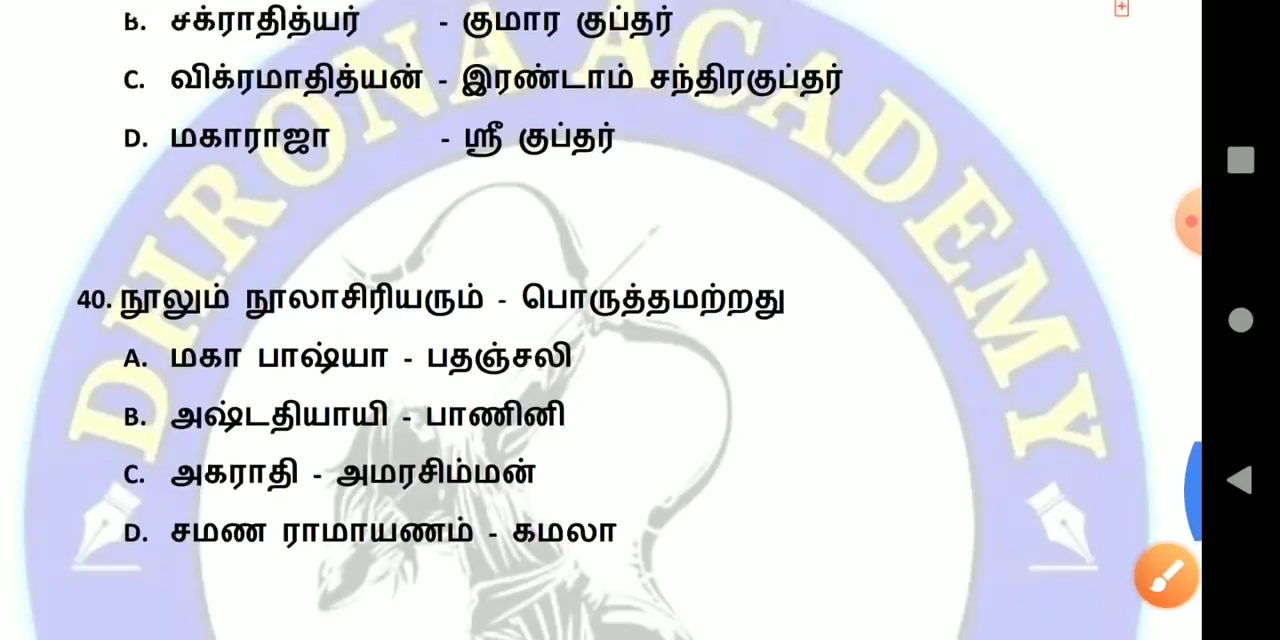 B. சக்ராதித்யர் - குமார குப்தர்
C. விக்ரமாதித்யன் - இரண்டாம் சந்திரகுப்தர்
D. மகாராஜா - ஸ்ரீ குப்தர்
40. நூலும் நூலாசிரியரும் - பொருத்தமற்றது
A. மகா பாஷ்யா - பதஞ்சலி
B. அஷ்டதியாயி - பாணினி
C. அகராதி - அமரசிம்மன்
D. சமண ராமாயணம் - கமலா
DHIRONA ACADEMY